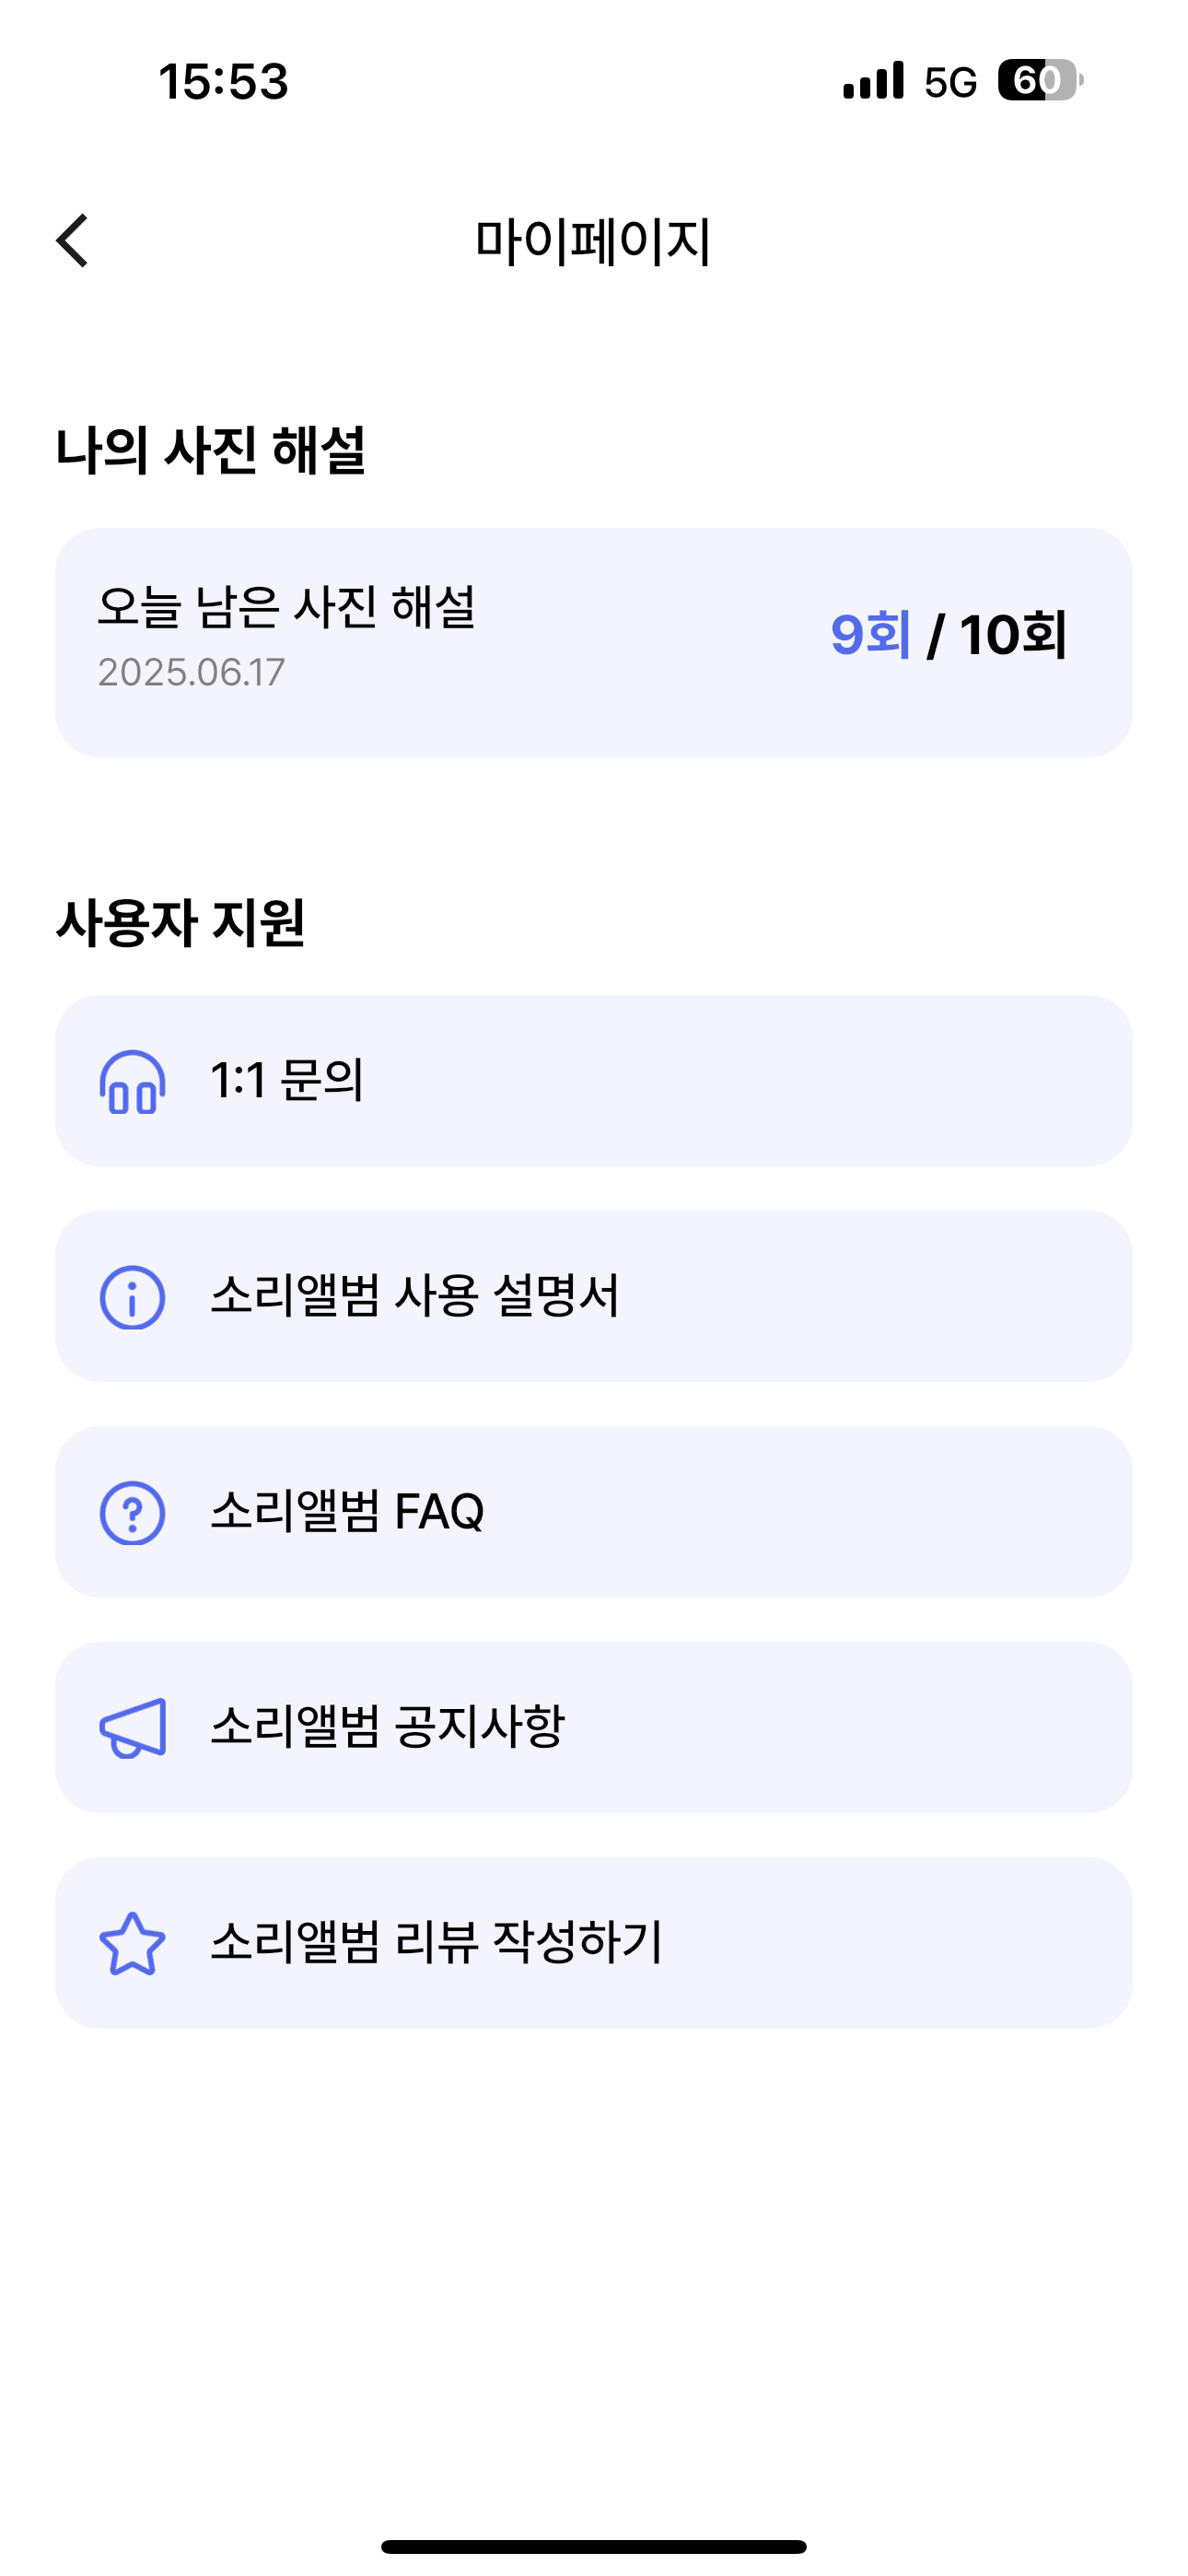 15:53
5G 60
마이페이지
나의 사진 해설
오늘 남은 사진 해설
2025.06.17
9회 / 10회
사용자 지원
1:1 문의
소리앨범 사용 설명서
소리앨범 FAQ
소리앨범 공지사항
소리앨범 리뷰 작성하기